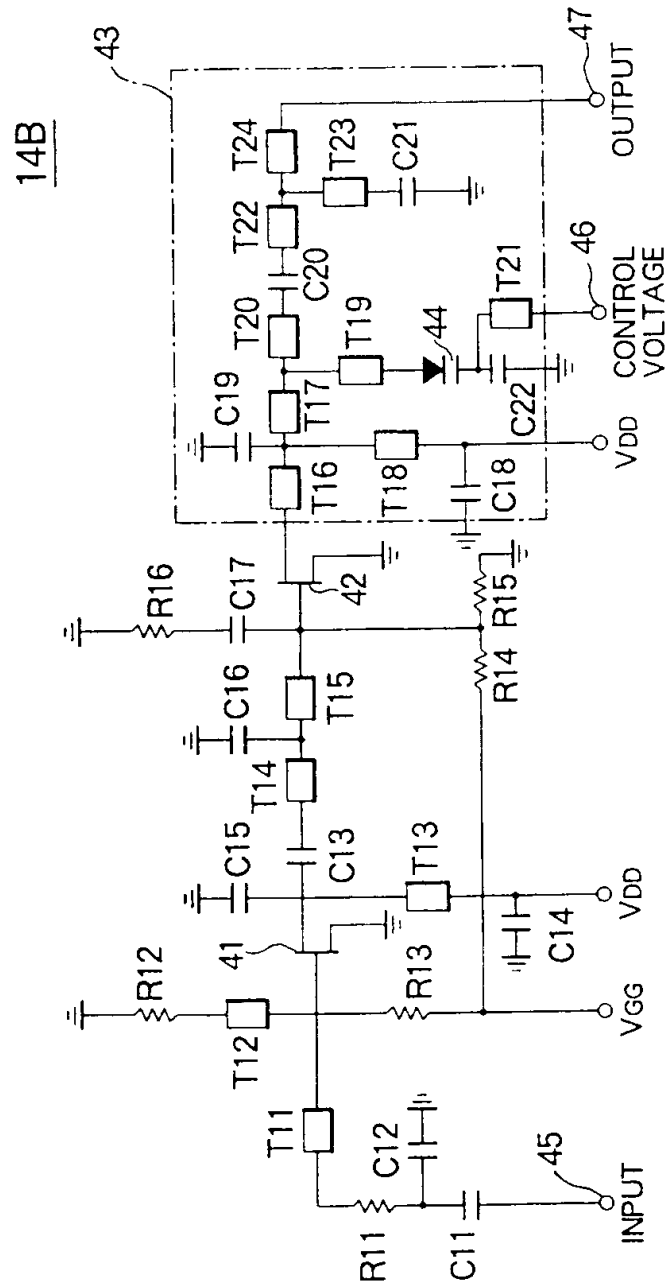 14B
43
R12
C15
C16
R16
C17
C19
T20
T22
T24
C20
T12
41
T11
C13
T14
T15
42
T16
T17
T19
T23
C21
44
R11
C12
R13
T13
R14
R15
T18
C18
C22
T21
C11
C14
45
46
47
INPUT
VGG
VDD
VDD
CONTROL
VOLTAGE
OUTPUT